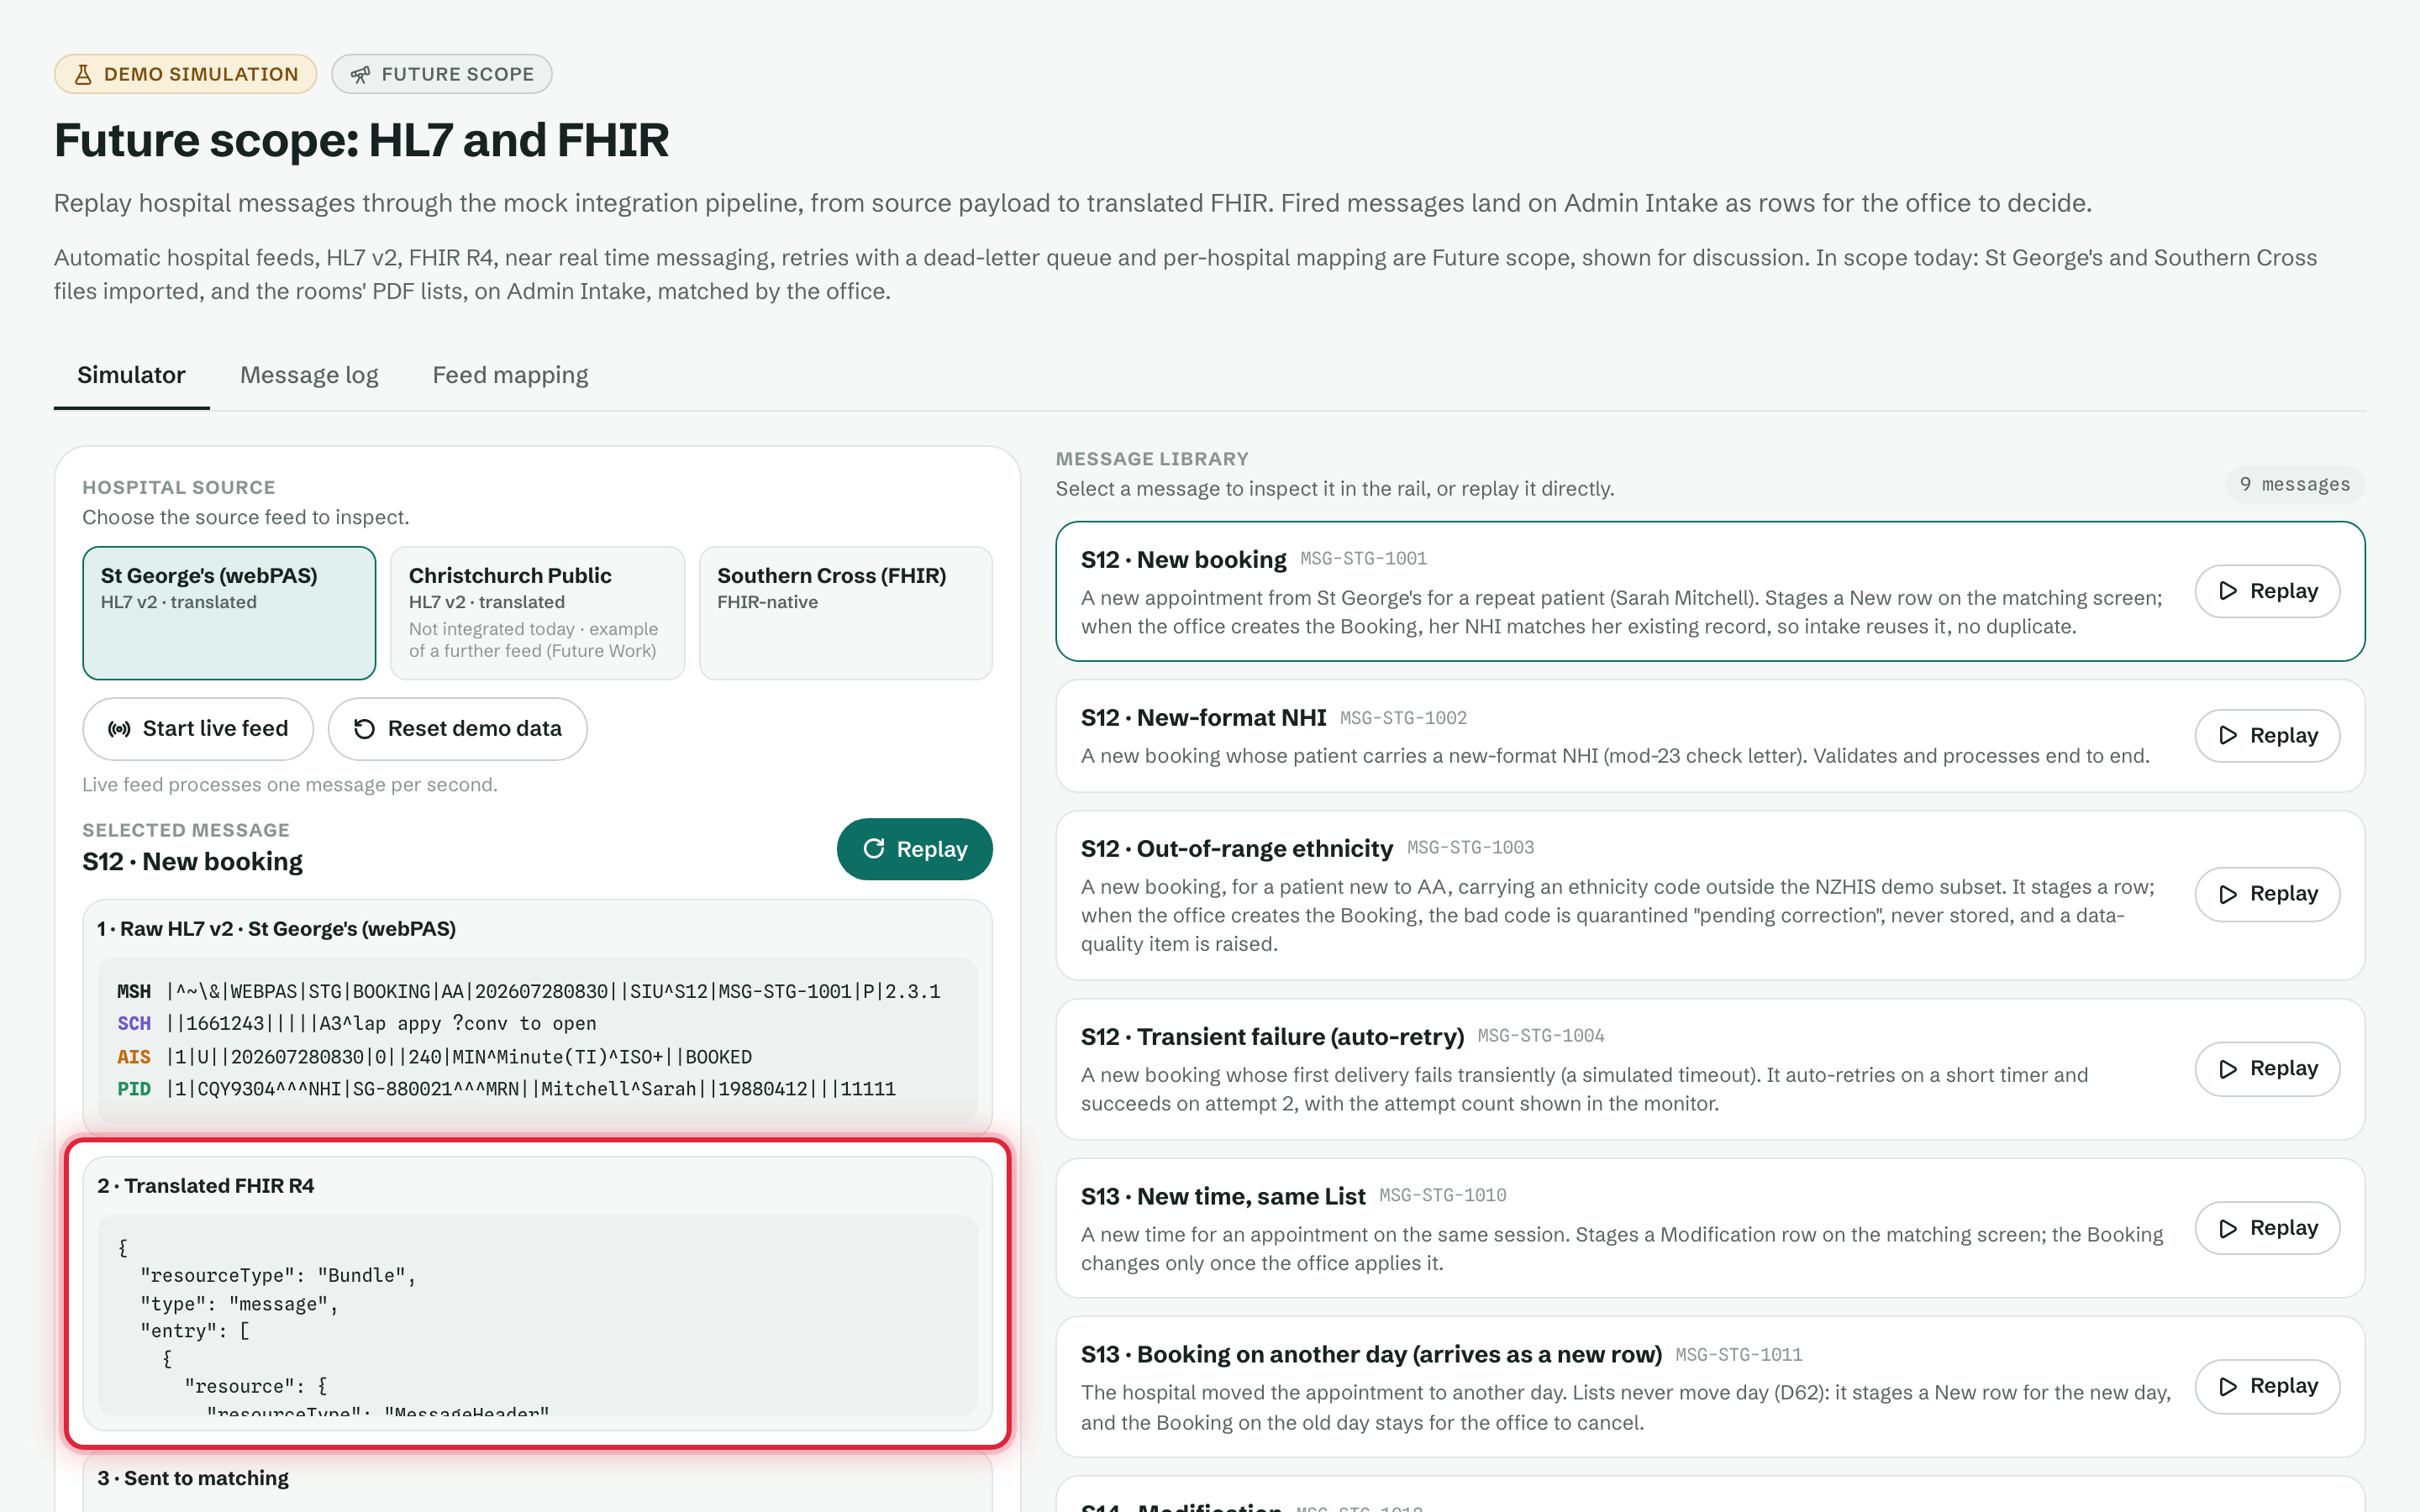 DEMO SIMULATION
FUTURE SCOPE
Future scope: HL7 and FHIR
Replay hospital messages through the mock integration pipeline, from source payload to translated FHIR. Fired messages land on Admin Intake as rows for the office to decide.
Automatic hospital feeds, HL7 v2, FHIR R4, near real time messaging, retries with a dead-letter queue and per-hospital mapping are Future scope, shown for discussion. In scope today: St George's and Southern Cross
files imported, and the rooms' PDF lists, on Admin Intake, matched by the office.
Simulator
Message log
Feed mapping
HOSPITAL SOURCE
Choose the source feed to inspect.
St George's (webPAS)
HL7 v2 · translated
Christchurch Public
HL7 v2 · translated
Not integrated today · example
of a further feed (Future Work)
Southern Cross (FHIR)
FHIR-native
Start live feed
Reset demo data
Live feed processes one message per second.
SELECTED MESSAGE
S12 · New booking
Replay
1 · Raw HL7 v2 · St George's (webPAS)
MSH |^~\&|WEBPAS|STG|BOOKING|AA|202607280830||SIU^S12|MSG-STG-1001|P|2.3.1
SCH ||1661243|||||A3^lap appy ?conv to open
AIS |1|U||202607280830|0||240|MIN^Minute(TI)^ISO+||BOOKED
PID |1|CQY9304^^^NHI|SG-880021^^^MRN||Mitchell^Sarah||19880412|||11111
2 · Translated FHIR R4
{
"resourceType": "Bundle",
"type": "message",
"entry": [
{
"resource": {
"resourceType": "MessageHeader"
3 · Sent to matching
MESSAGE LIBRARY
Select a message to inspect it in the rail, or replay it directly.
9 messages
S12 · New booking MSG-STG-1001
A new appointment from St George's for a repeat patient (Sarah Mitchell). Stages a New row on the matching screen;
when the office creates the Booking, her NHI matches her existing record, so intake reuses it, no duplicate.
Replay
S12 · New-format NHI MSG-STG-1002
A new booking whose patient carries a new-format NHI (mod-23 check letter). Validates and processes end to end.
Replay
S12 · Out-of-range ethnicity MSG-STG-1003
A new booking, for a patient new to AA, carrying an ethnicity code outside the NZHIS demo subset. It stages a row;
when the office creates the Booking, the bad code is quarantined "pending correction", never stored, and a data-
quality item is raised.
Replay
S12 · Transient failure (auto-retry) MSG-STG-1004
A new booking whose first delivery fails transiently (a simulated timeout). It auto-retries on a short timer and
succeeds on attempt 2, with the attempt count shown in the monitor.
Replay
S13 · New time, same List MSG-STG-1010
A new time for an appointment on the same session. Stages a Modification row on the matching screen; the Booking
changes only once the office applies it.
Replay
S13 · Booking on another day (arrives as a new row) MSG-STG-1011
The hospital moved the appointment to another day. Lists never move day (D62): it stages a New row for the new day,
and the Booking on the old day stays for the office to cancel.
Replay
S14 · Modification MSG-STG-1012